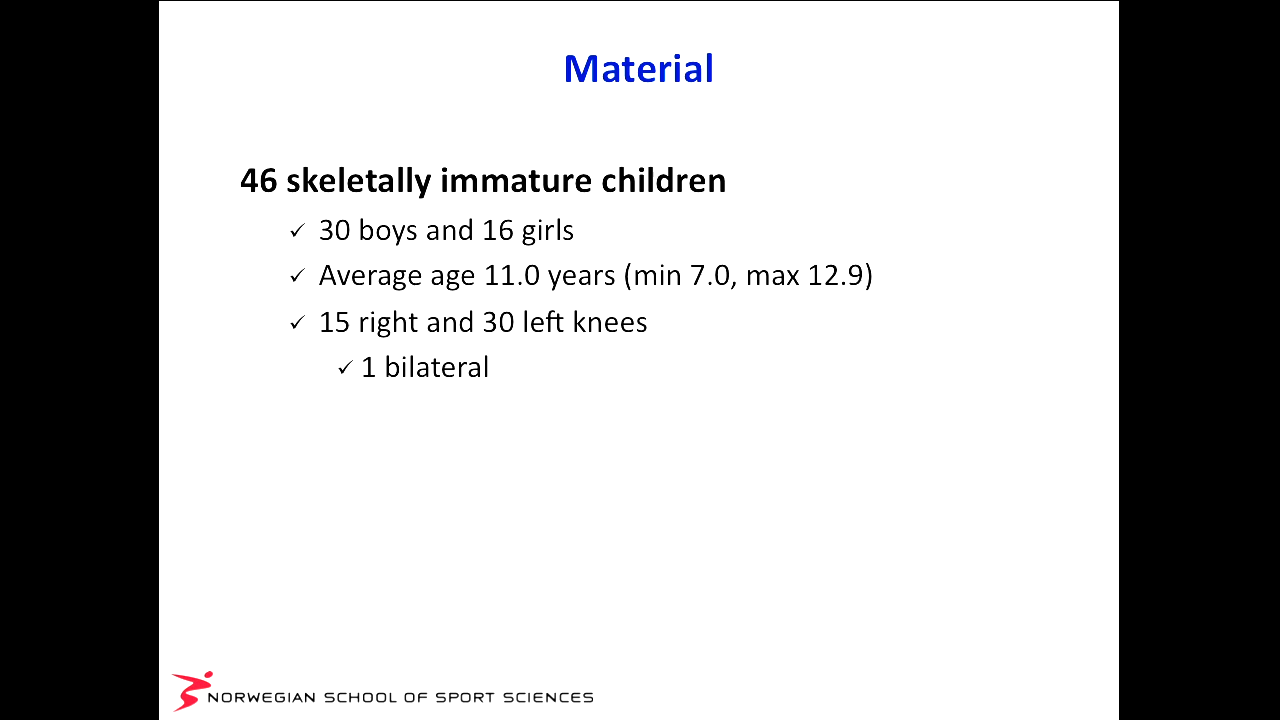 Material
46 skeletally immature children
✓ 30 boys and 16 girls
✓ Average age 11.0 years (min 7.0, max 12.9)
✓ 15 right and 30 left knees
✓ 1 bilateral
NORWEGIAN SCHOOL OF SPORT SCIENCES